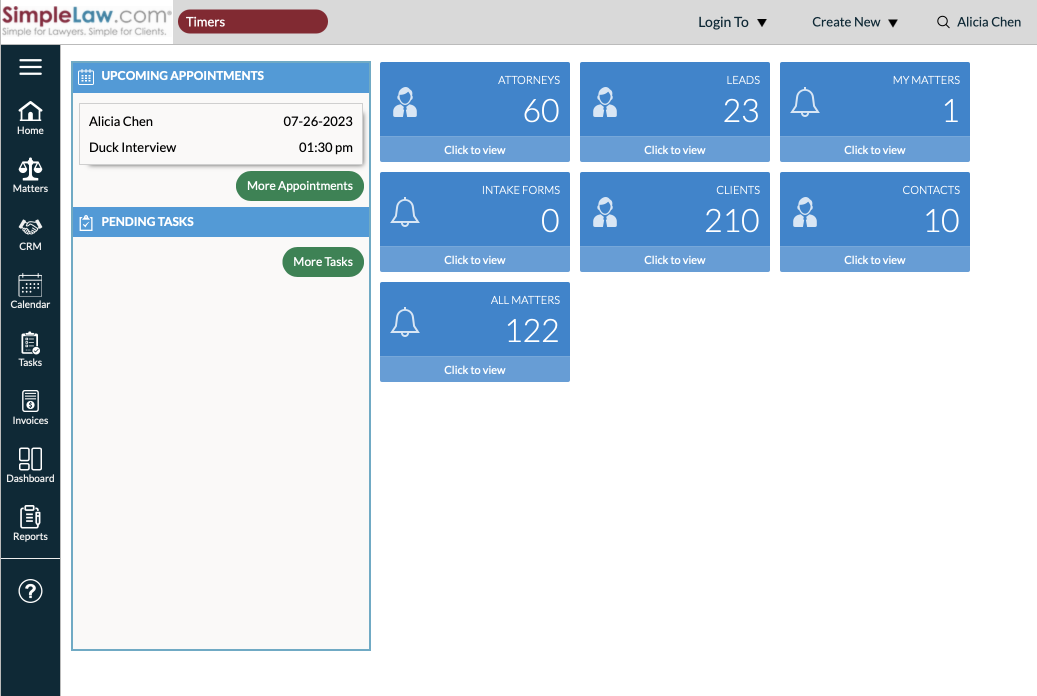 SimpleLaw.com®
Simple for Lawyers. Simple for Clients.
Timers
Login To ▼
Create New ▼
Alicia Chen
Home
Matters
CRM
Calendar
Tasks
Invoices
Dashboard
Reports
?
UPCOMING APPOINTMENTS
Alicia Chen 07-26-2023
Duck Interview 01:30 pm
More Appointments
PENDING TASKS
More Tasks
ATTORNEYS
60
Click to view
LEADS
23
Click to view
MY MATTERS
1
Click to view
INTAKE FORMS
0
Click to view
CLIENTS
210
Click to view
CONTACTS
10
Click to view
ALL MATTERS
122
Click to view